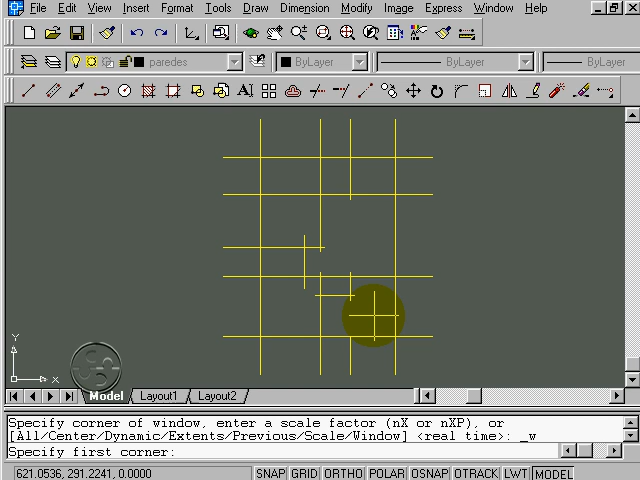 File Edit View Insert Format Tools Draw Dimension Modify Image Express Window Help
paredes ByLayer ByLayer ByLayer
Y
X
Model Layout1 Layout2
Specify corner of window, enter a scale factor (nX or nXP), or
[All/Center/Dynamic/Extents/Previous/Scale/Window] <real time>: _w
Specify first corner:
621.0536, 291.2241, 0.0000 SNAP GRID ORTHO POLAR OSNAP OTRACK LWT MODEL